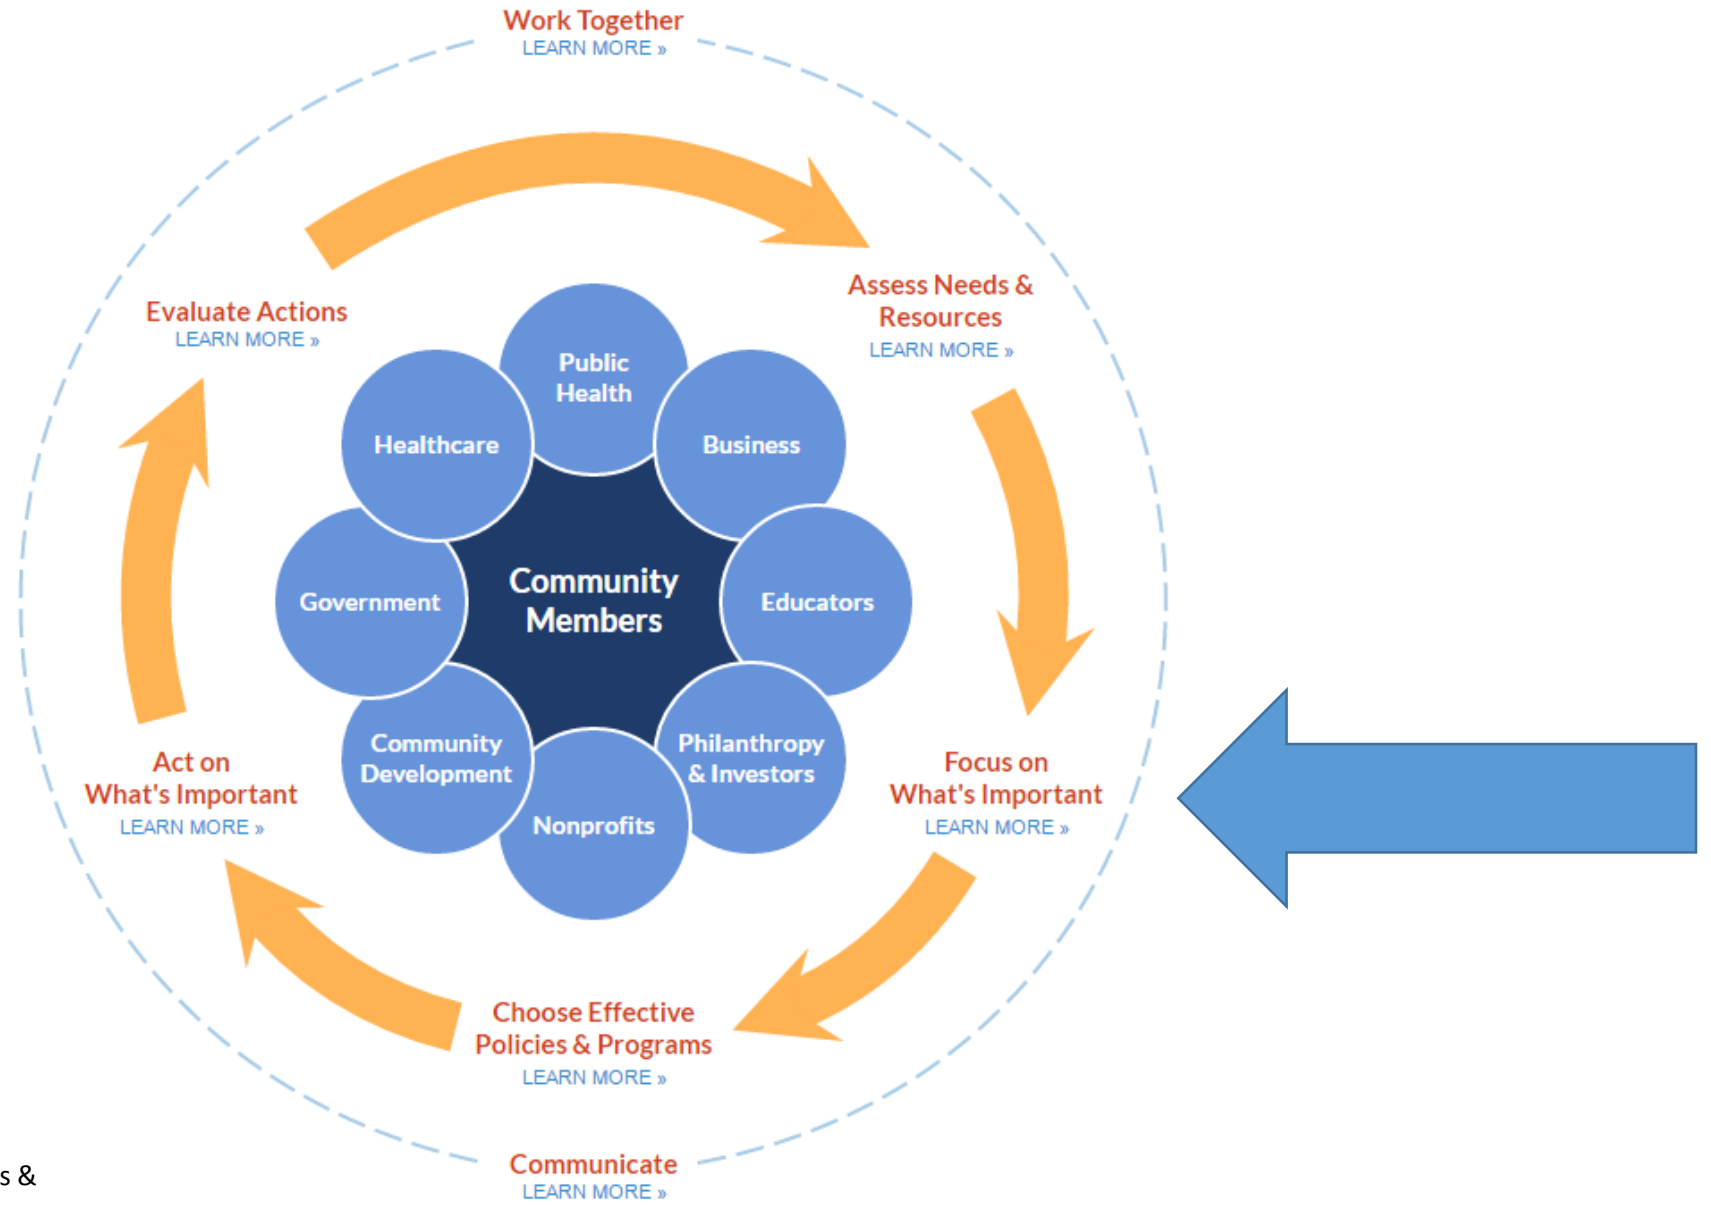 Work Together
LEARN MORE »
Assess Needs &
Resources
LEARN MORE »
Evaluate Actions
LEARN MORE »
Public
Health
Healthcare
Business
Community
Members
Government
Educators
Community
Development
Philanthropy
& Investors
Nonprofits
Act on
What's Important
LEARN MORE »
Focus on
What's Important
LEARN MORE »
Choose Effective
Policies & Programs
LEARN MORE »
Communicate
LEARN MORE »
s &